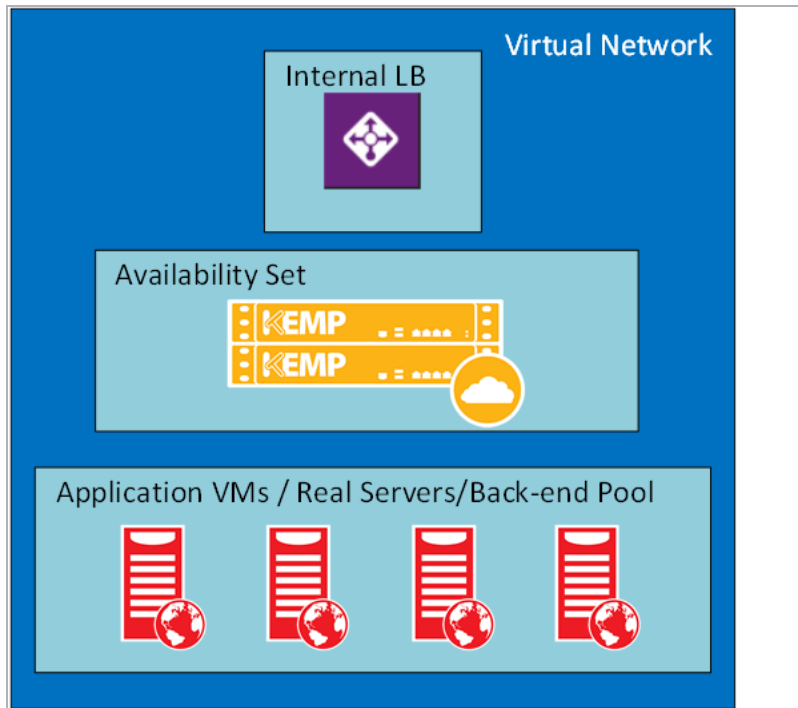 Virtual Network
Internal LB
Availability Set
KEMP
KEMP
Application VMs / Real Servers/Back-end Pool